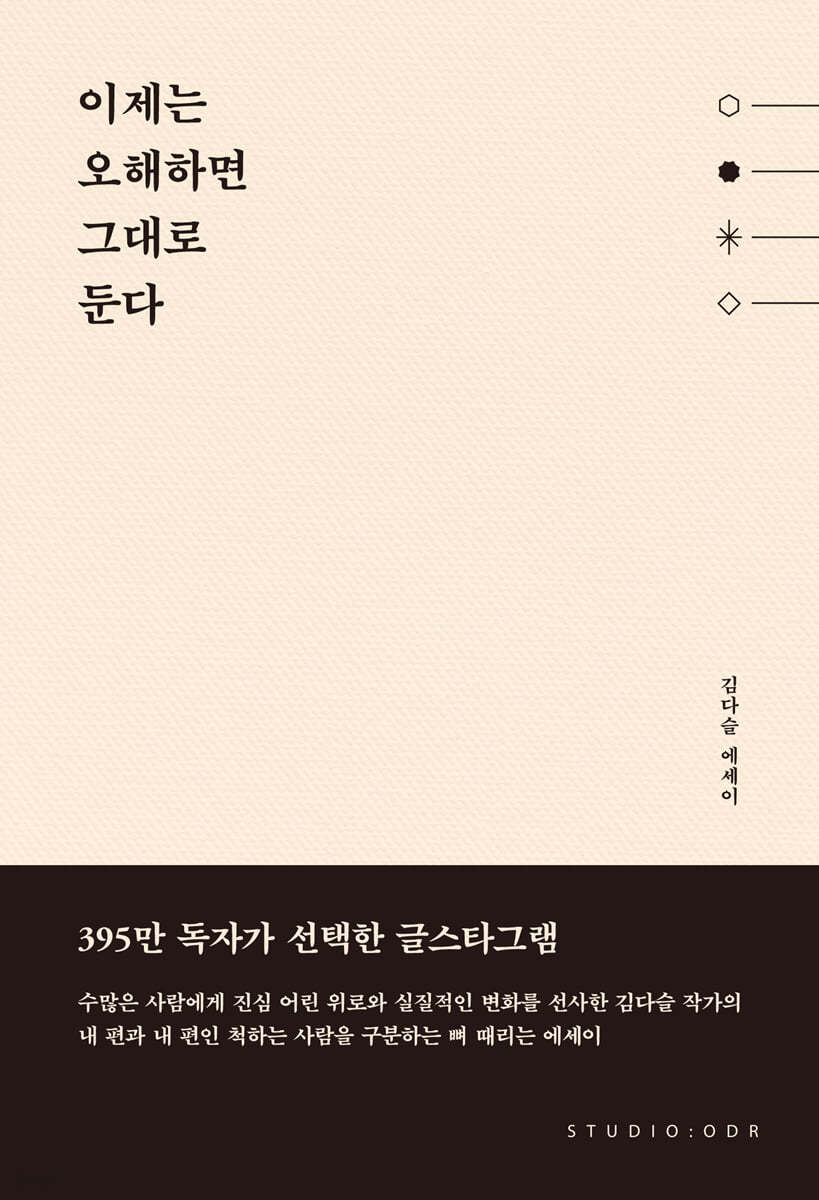 이제는
오해하면
그대로
둔다
김다슬 에세이
395만 독자가 선택한 글스타그램
수많은 사람에게 진심 어린 위로와 실질적인 변화를 선사한 김다슬 작가의
내 편과 내 편인 척하는 사람을 구분하는 뼈 때리는 에세이
STUDIO:ODR